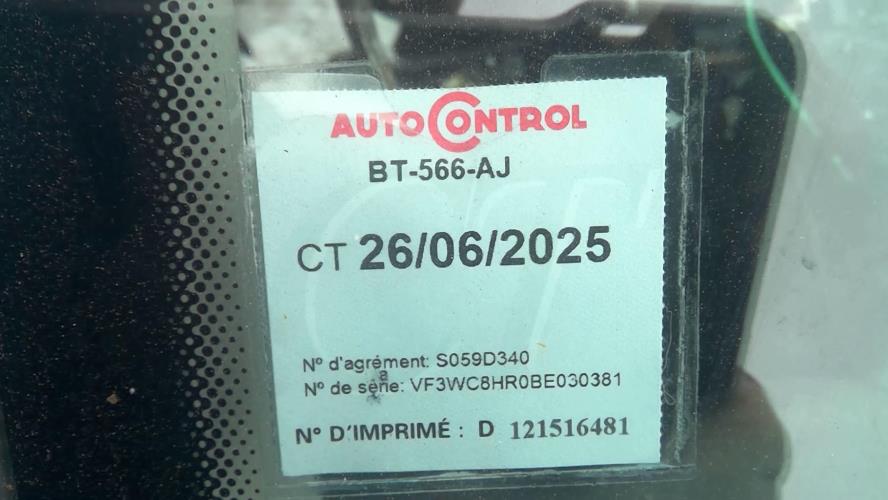 AUTOCONTROL
BT-566-AJ
CT 26/06/2025
N° d'agrément: S059D340
N° de série: VF3WC8HR0BE030381
N° D'IMPRIMÉ : D 121516481